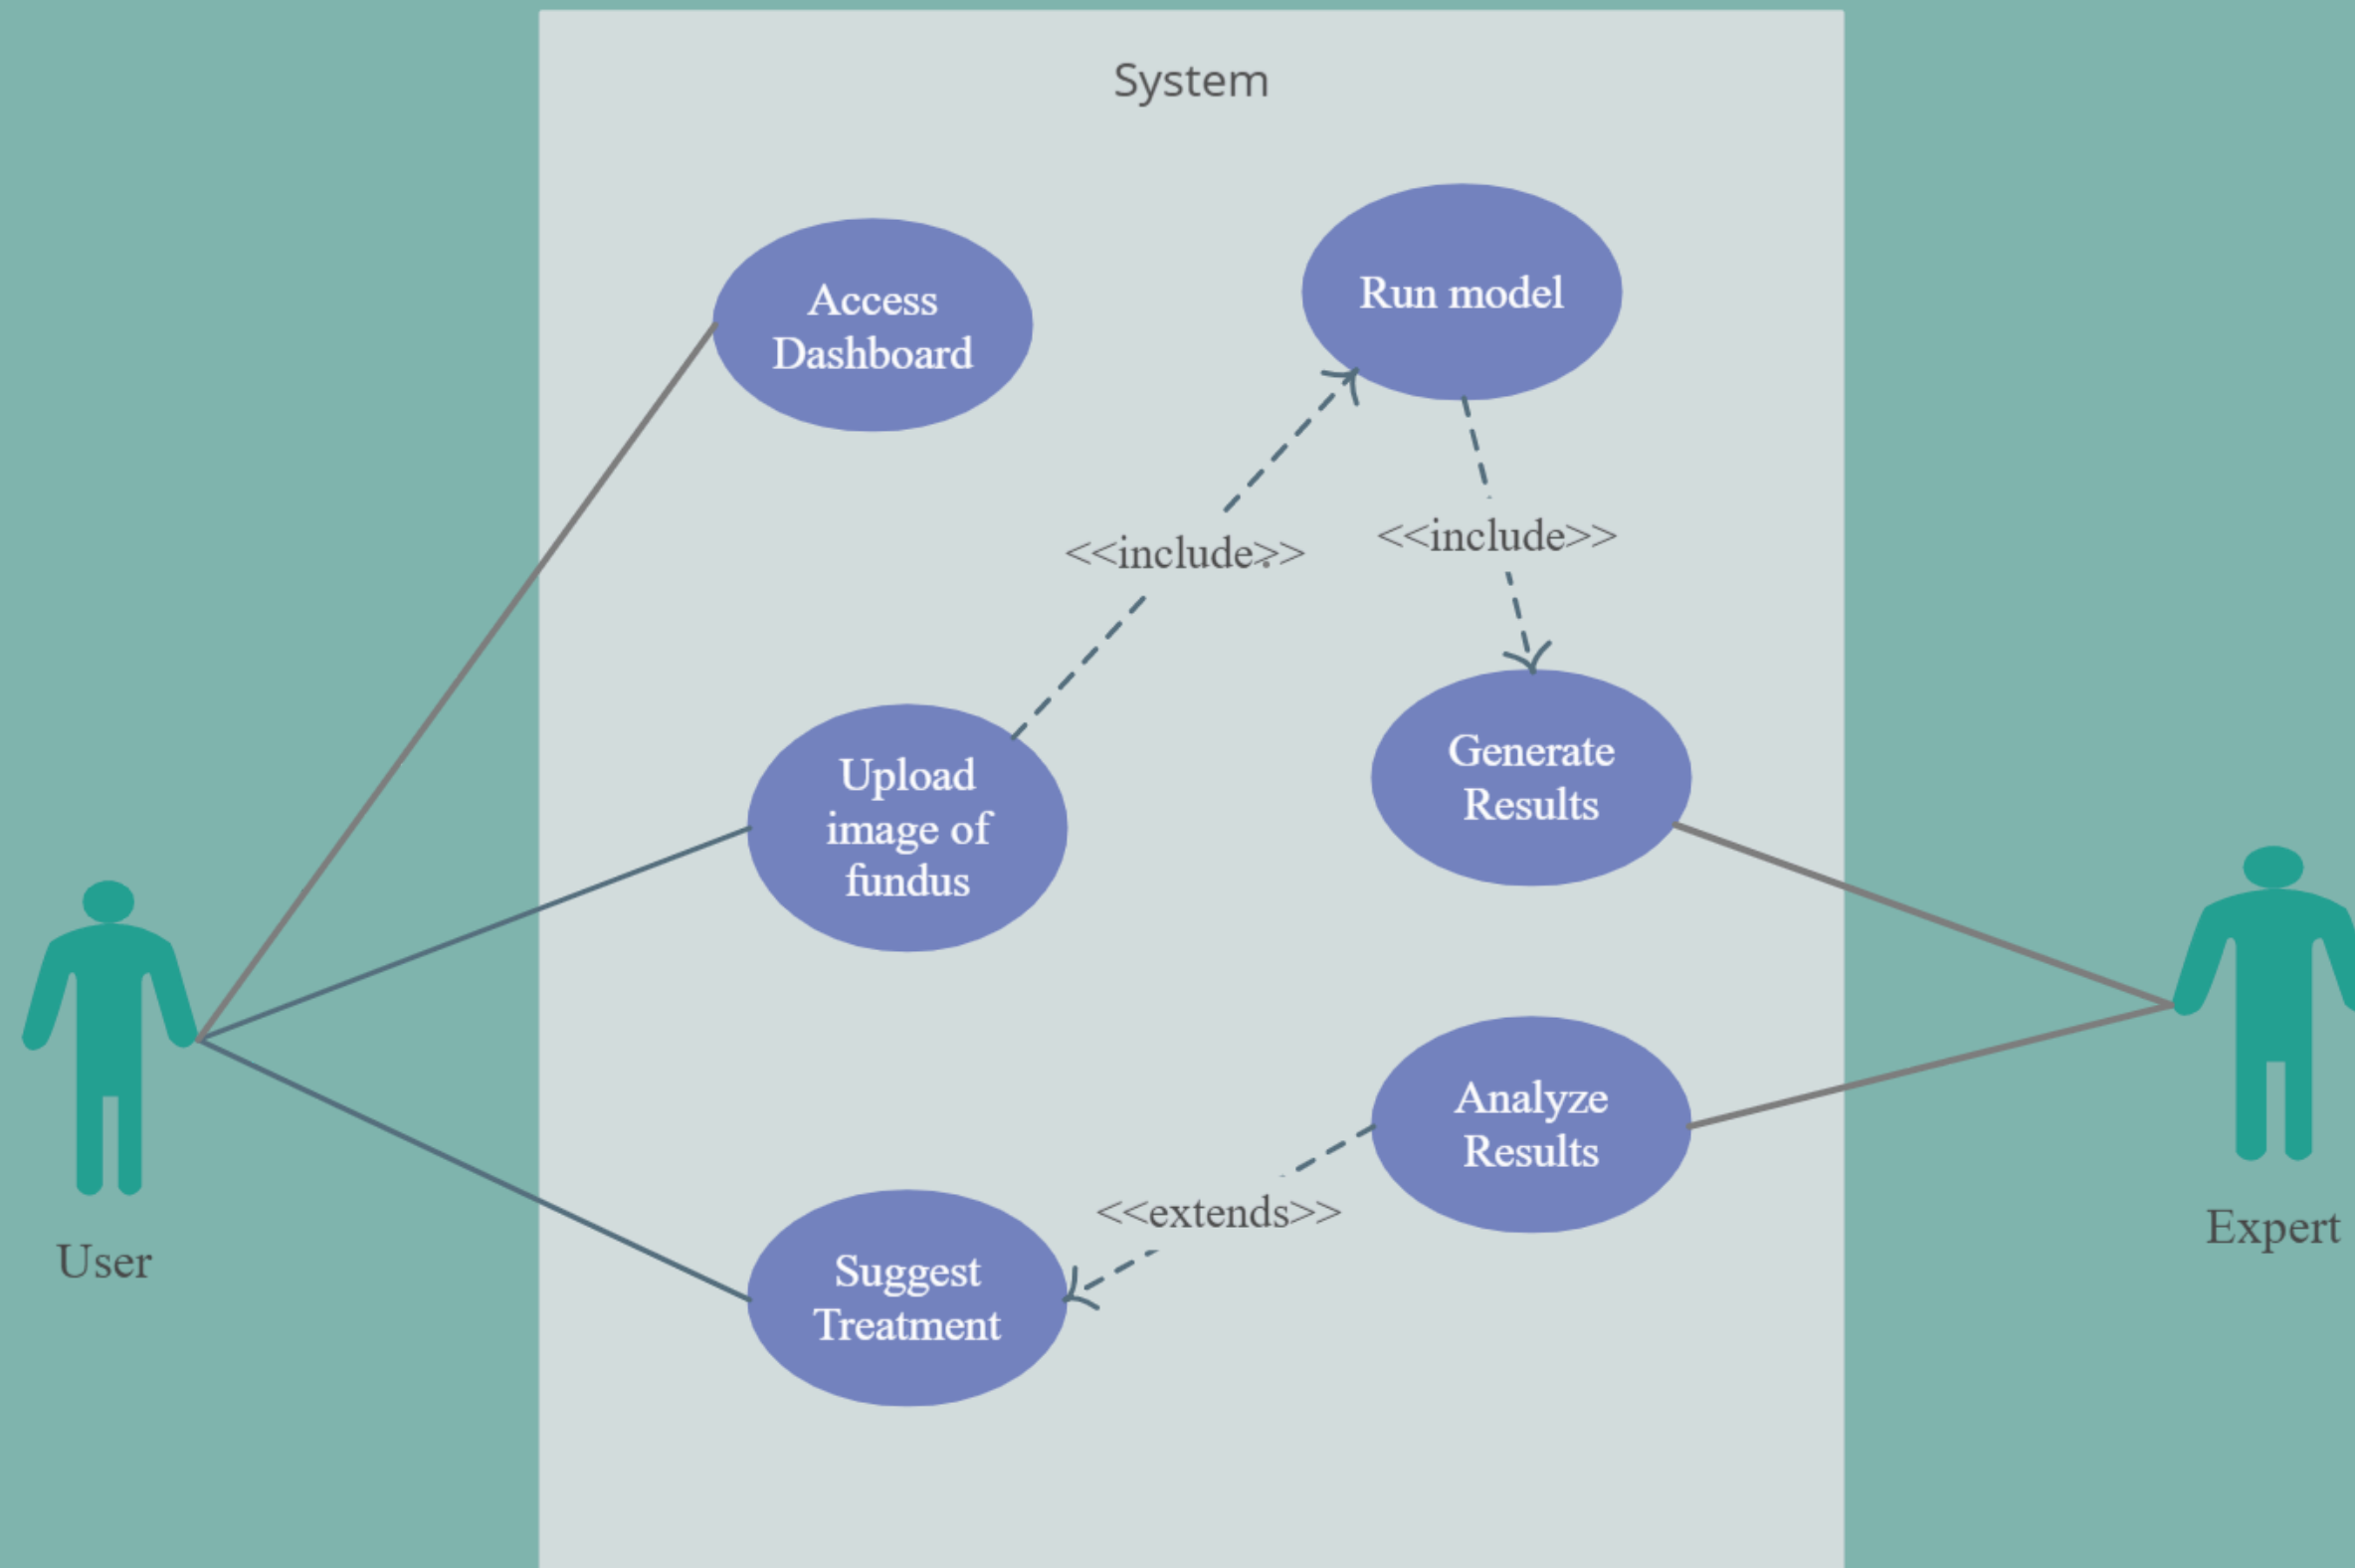 System
Access
Dashboard
Run model
<<include>>
<<include>>
Upload
image of
fundus
Generate
Results
Analyze
Results
<<extends>>
Suggest
Treatment
User
Expert